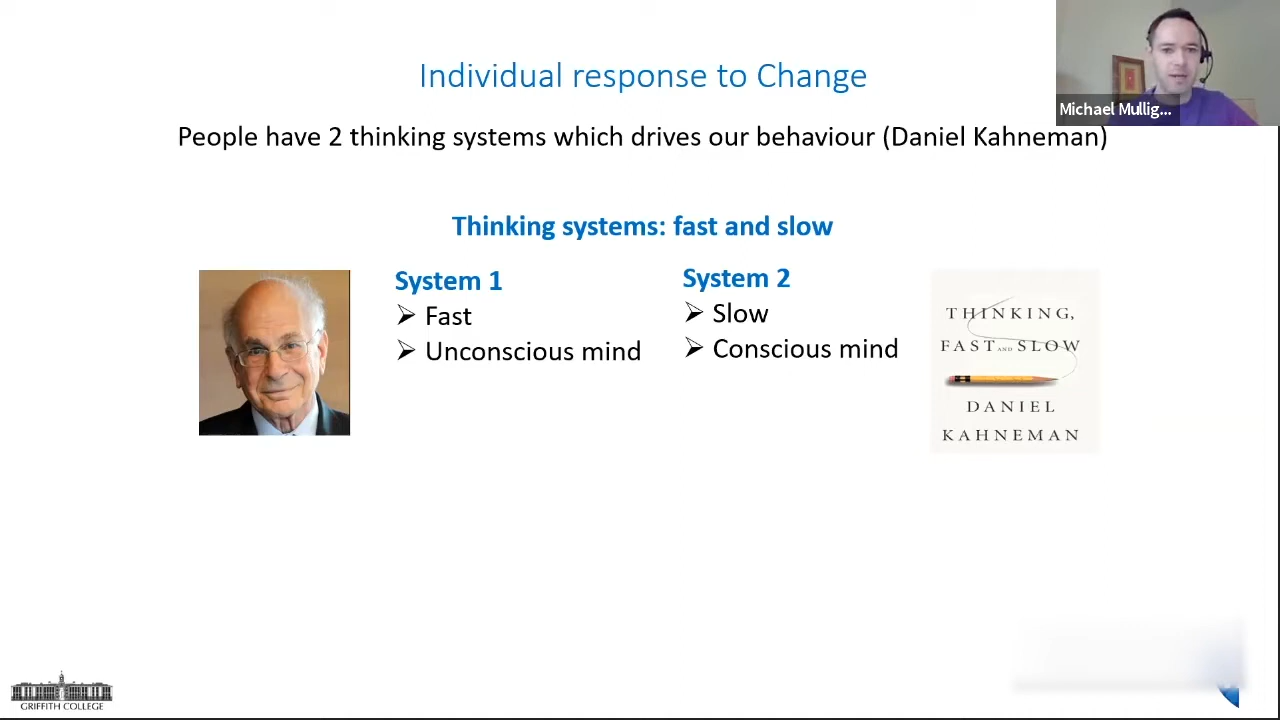 Individual response to Change
Michael Mullig...
People have 2 thinking systems which drives our behaviour (Daniel Kahneman)
Thinking systems: fast and slow
System 1
➢ Fast
➢ Unconscious mind
System 2
➢ Slow
➢ Conscious mind
THINKING,
FAST AND SLOW
DANIEL
KAHNEMAN
GRIFFITH COLLEGE